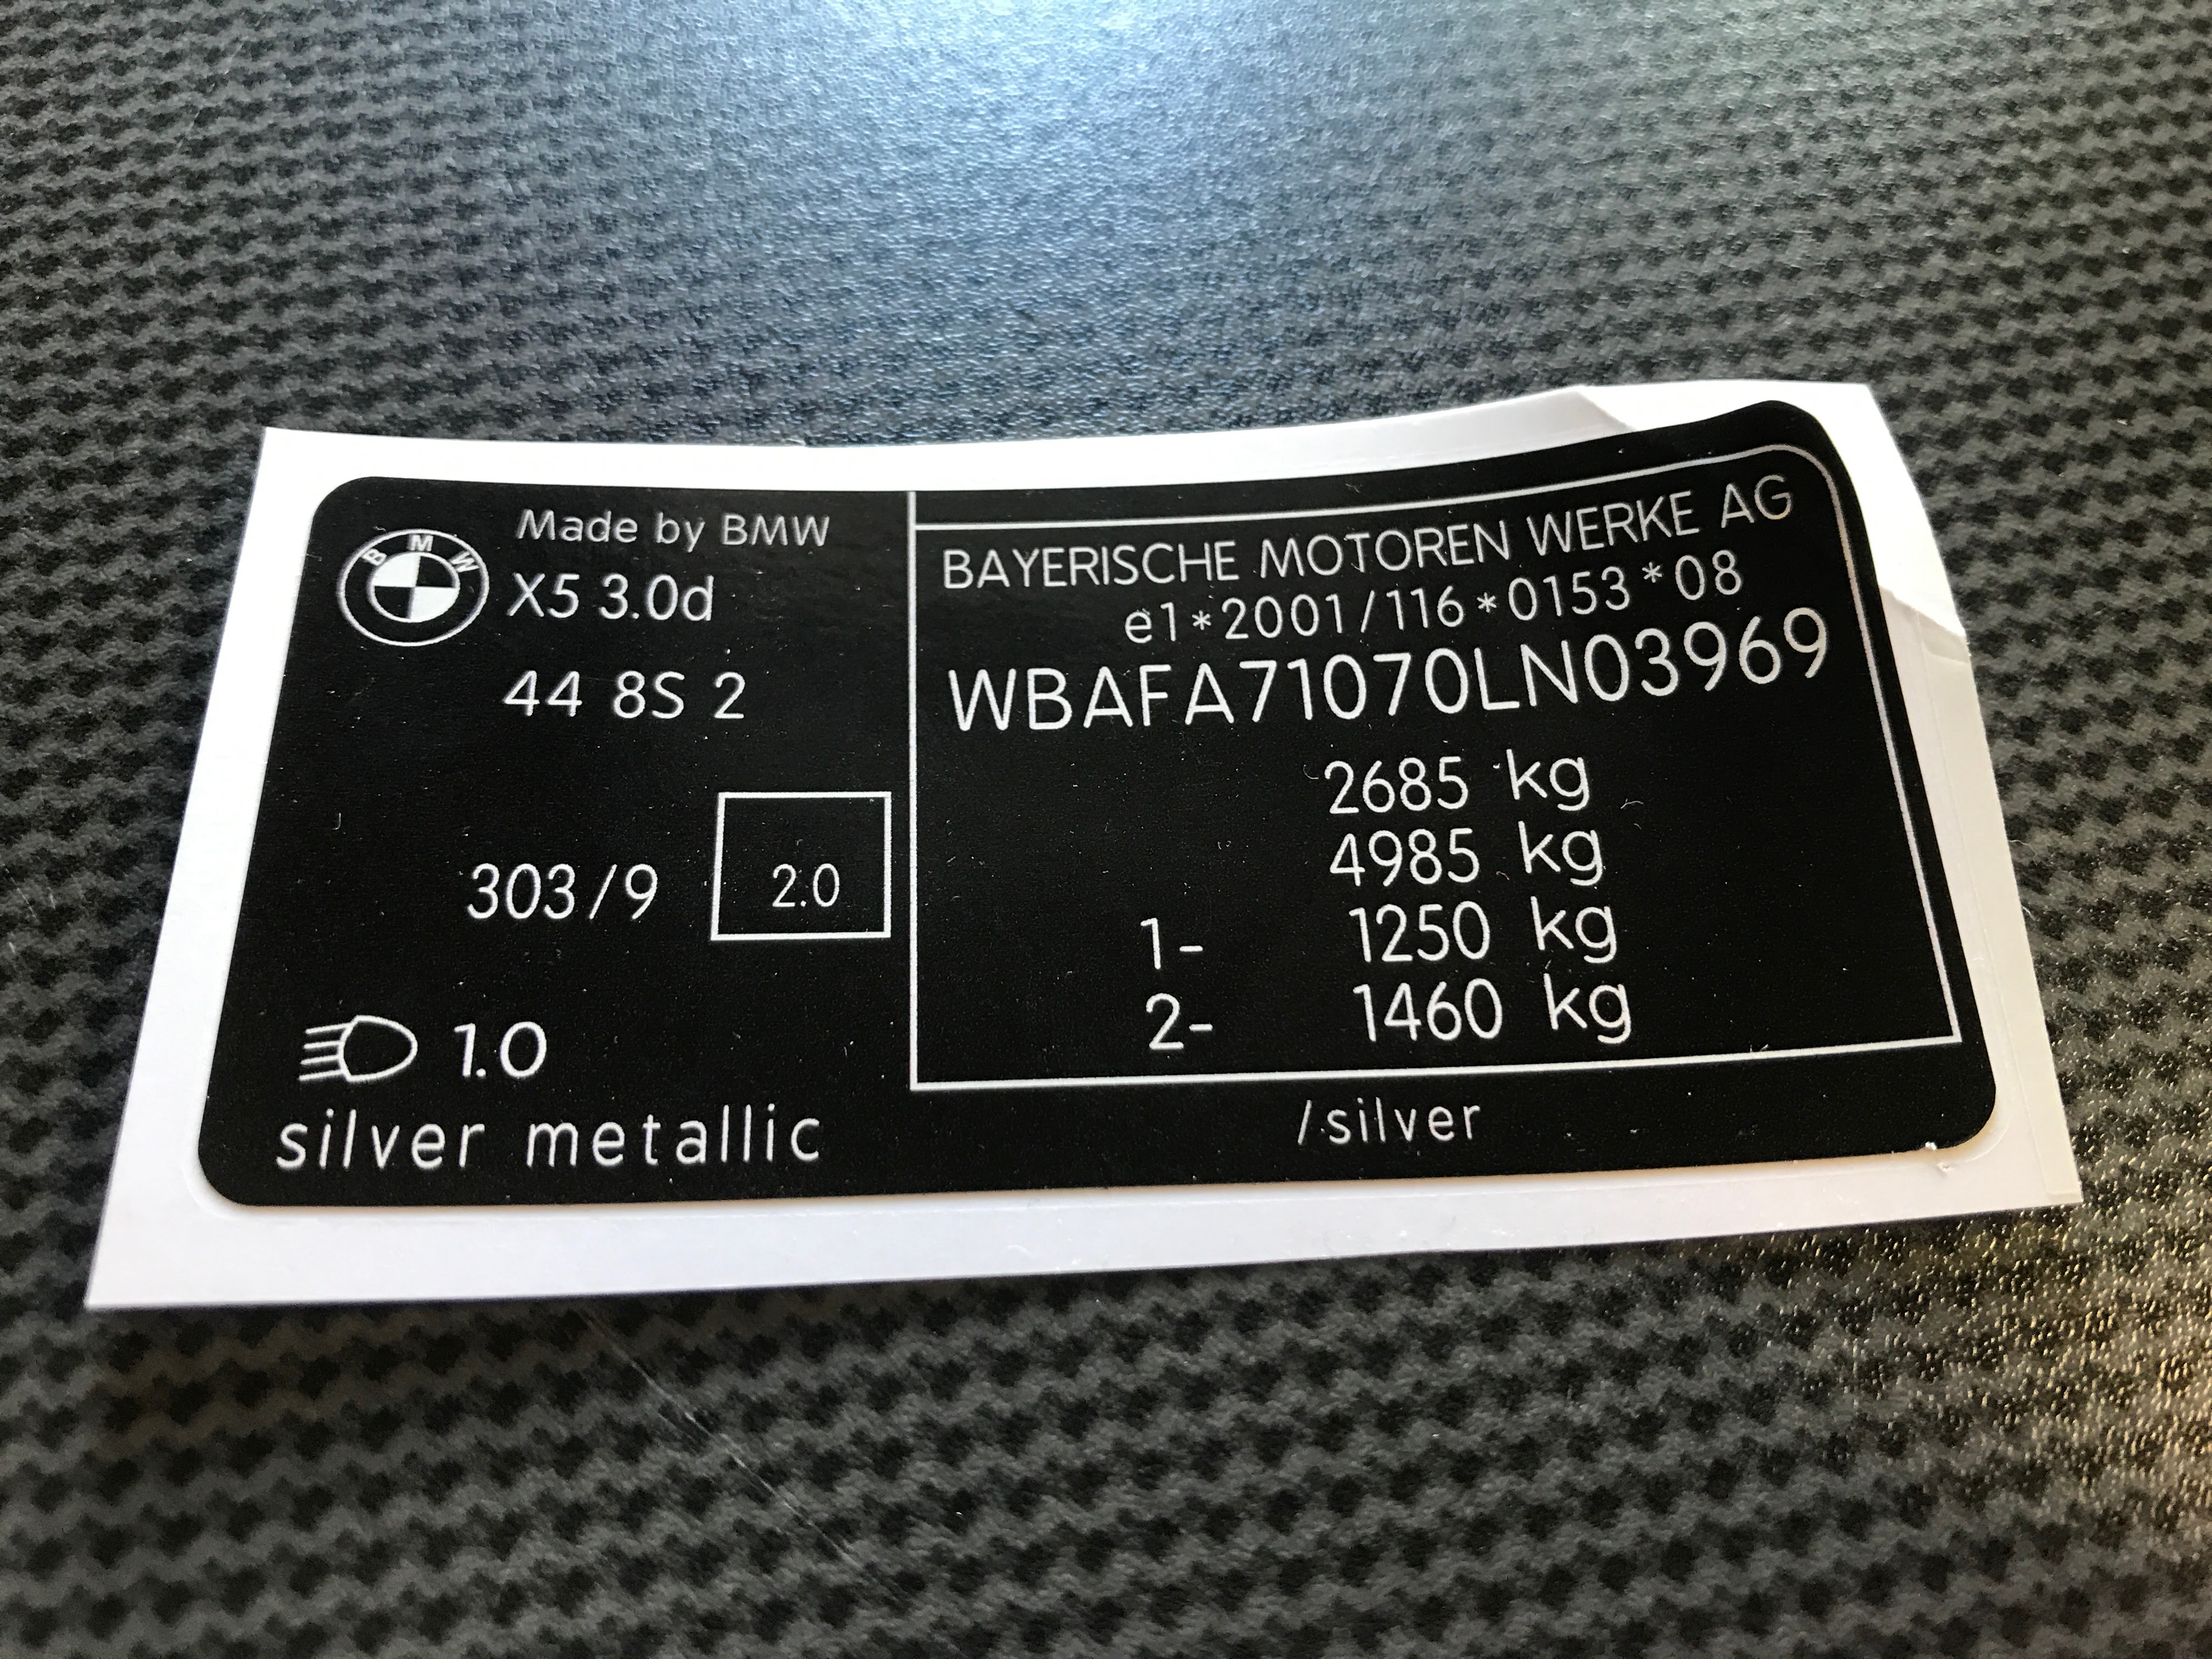 Made by BMW
BMW
X5 3.0d
44 8S 2
303/9
2.0
1.0
silver metallic
BAYERISCHE MOTOREN WERKE AG
e1*2001/116*0153*08
WBAFA71070LN03969
2685 kg
4985 kg
1- 1250 kg
2- 1460 kg
/silver